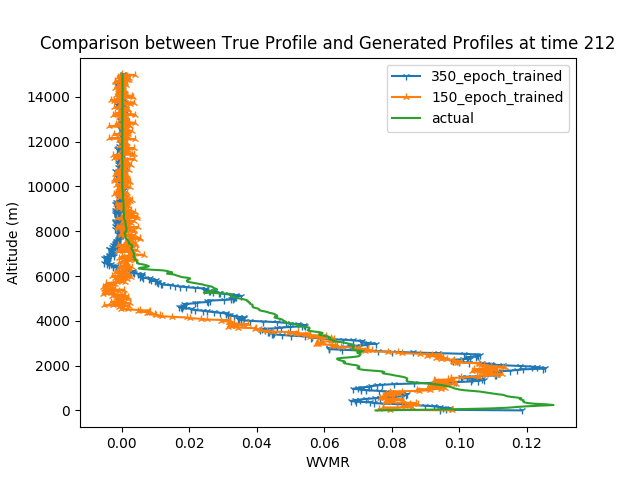 Comparison between True Profile and Generated Profiles at time 212
350_epoch_trained
150_epoch_trained
actual
Altitude (m)
14000
12000
10000
8000
6000
4000
2000
0
0.00 0.02 0.04 0.06 0.08 0.10 0.12
WVMR